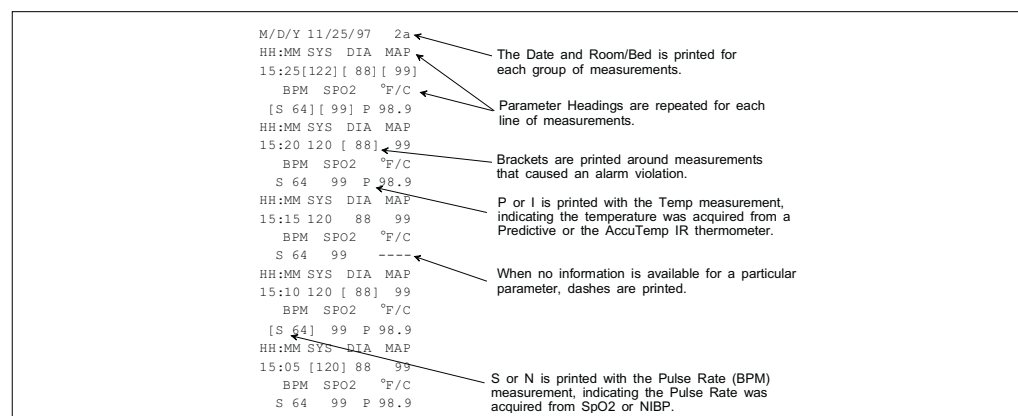 M/D/Y 11/25/97 2a
HH:MM SYS DIA MAP
15:25[122][ 88][ 99]
BPM SPO2 °F/C
[S 64][ 99] P 98.9
HH:MM SYS DIA MAP
15:20 120 [ 88] 99
BPM SPO2 °F/C
S 64 99 P 98.9
HH:MM SYS DIA MAP
15:15 120 88 99
BPM SPO2 °F/C
S 64 99 ----
HH:MM SYS DIA MAP
15:10 120 [ 88] 99
BPM SPO2 °F/C
[S 64] 99 P 98.9
HH:MM SYS DIA MAP
15:05 [120] 88 99
BPM SPO2 °F/C
S 64 99 P 98.9
The Date and Room/Bed is printed for
each group of measurements.
Parameter Headings are repeated for each
line of measurements.
Brackets are printed around measurements
that caused an alarm violation.
P or I is printed with the Temp measurement,
indicating the temperature was acquired from a
Predictive or the AccuTemp IR thermometer.
When no information is available for a particular
parameter, dashes are printed.
S or N is printed with the Pulse Rate (BPM)
measurement, indicating the Pulse Rate was
acquired from SpO2 or NIBP.